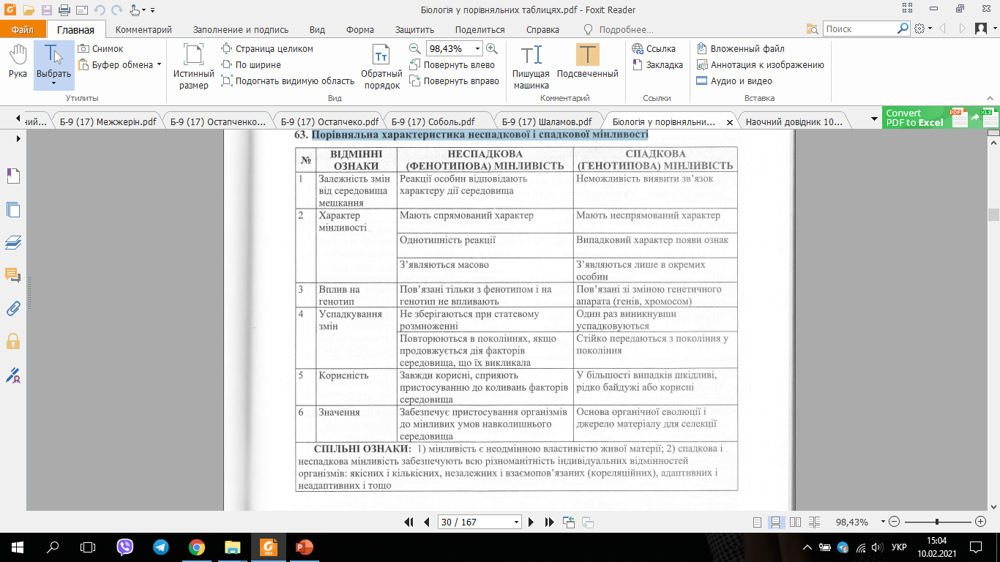 Біологія у порівняльних таблицях.pdf - Foxit Reader
Файл Главная Комментарий Заполнение и подпись Вид Форма Защитить Поделиться Справка Подробнее... Поиск
Рука
Выбрать
Снимок
Буфер обмена
Утилиты
Истинный размер
Страница целиком
По ширине
Подогнать видимую область
Обратный порядок
98,43%
Повернуть влево
Повернуть вправо
Вид
Пишущая машинка
Подсвеченный
Комментарий
Ссылка
Закладка
Ссылки
Вложенный файл
Аннотация к изображению
Аудио и видео
Вставка
ний... Б-9 (17) Межжерін.pdf Б-9 (17) Остапченко... Б-9 (17) Остапчеко.pdf Б-9 (17) Соболь.pdf Б-9 (17) Шаламов.pdf Біологія у порівняльни... Наочний довідник 10...
Convert
PDF to Excel
PDF XLS
63. Порівняльна характеристика неспадкової і спадкової мінливості
№
ВІДМІННІ
ОЗНАКИ
НЕСПАДКОВА
(ФЕНОТИПОВА) МІНЛИВІСТЬ
СПАДКОВА
(ГЕНОТИПОВА) МІНЛИВІСТЬ
1
Залежність змін
від середовища
мешкання
Реакції особин відповідають
характеру дії середовища
Неможливість виявити зв’язок
2
Характер
мінливості
Мають спрямований характер
Мають неспрямований характер
Однотипність реакції
Випадковий характер появи ознак
З’являються масово
З’являються лише в окремих
особин
3
Вплив на
генотип
Пов’язані тільки з фенотипом і на
генотип не впливають
Пов’язані зі зміною генетичного
апарата (генів, хромосом)
4
Успадкування
змін
Не зберігаються при статевому
розмноженні
Один раз виникнувши
успадковуються
Повторюються в поколіннях, якщо
продовжується дія факторів
середовища, що їх викликала
Стійко передаються з покоління у
покоління
5
Корисність
Завжди корисні, сприяють
пристосуванню до коливань факторів
середовища
У більшості випадків шкідливі,
рідко байдужі або корисні
6
Значення
Забезпечує пристосування організмів
до мінливих умов навколишнього
середовища
Основа органічної еволюції і
джерело матеріалу для селекції
СПІЛЬНІ ОЗНАКИ: 1) мінливість є неодмінною властивістю живої матерії; 2) спадкова і
неспадкова мінливість забезпечують всю різноманітність індивідуальних відмінностей
організмів: якісних і кількісних, незалежних і взаємопов’язаних (кореляційних), адаптивних і
неадаптивних і тощо
30 / 167
98,43%
УКР
15:04
10.02.2021